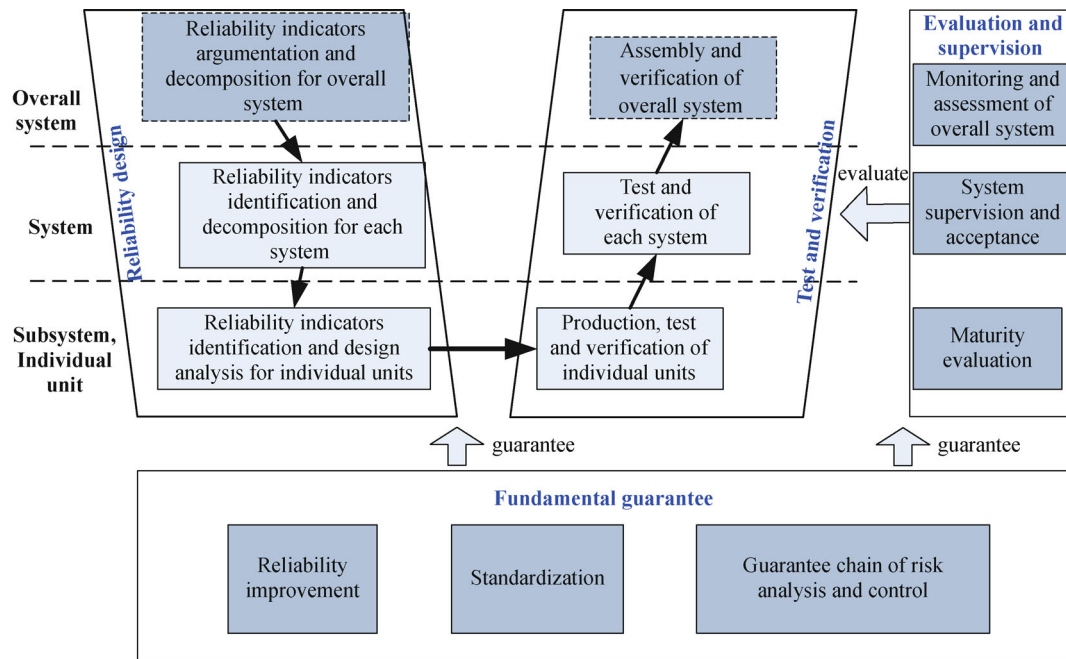 Reliability indicators
argumentation and
decomposition for overall
system
Assembly and
verification of
overall system
Evaluation and
supervision
Monitoring and
assessment of
overall system
Overall
system
Reliability design
Reliability indicators
identification and
decomposition for each
system
Test and
verification of
each system
Test and verification
evaluate
System
supervision and
acceptance
System
Subsystem,
Individual
unit
Reliability indicators
identification and design
analysis for individual units
Production, test
and verification of
individual units
Maturity
evaluation
guarantee
guarantee
Fundamental guarantee
Reliability
improvement
Standardization
Guarantee chain of risk
analysis and control